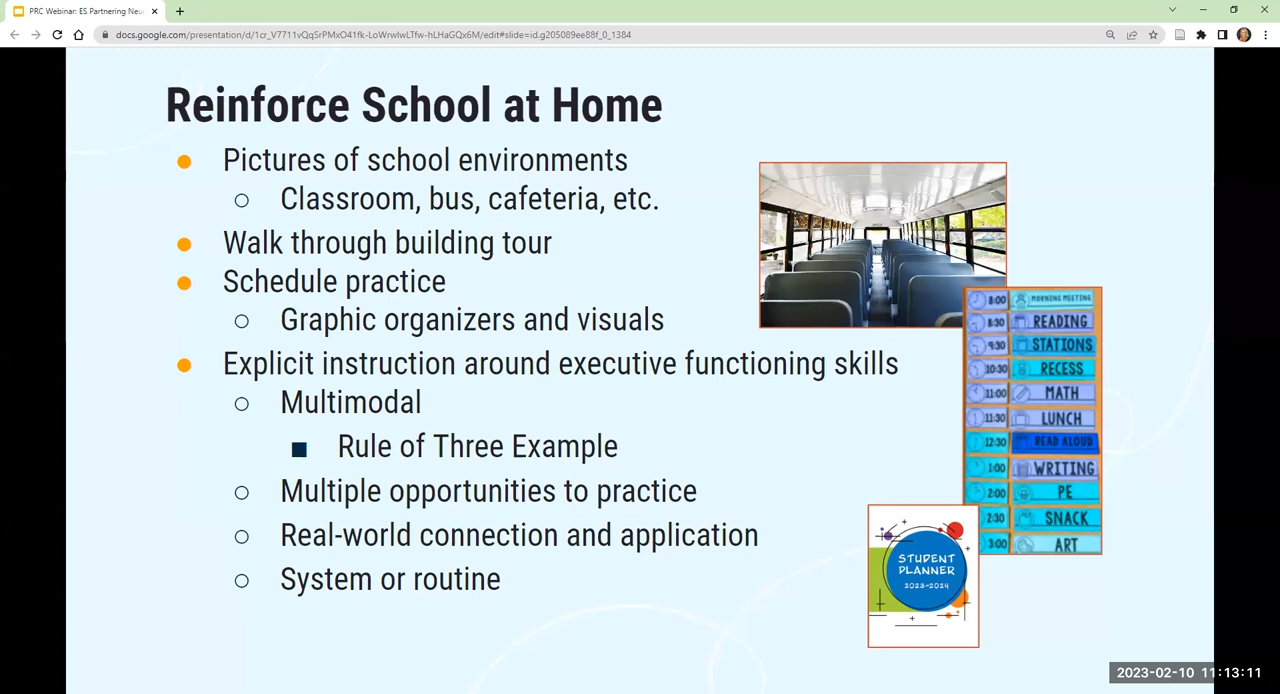 PRC Webinar: ES Partnering Neu
docs.google.com/presentation/d/1cr_V7711vQqSrPMxO41fk-LoWrwlwLTfw-hLHaGQx6M/edit#slide=id.g205089ee88f_0_1384
Reinforce School at Home
Pictures of school environments
Classroom, bus, cafeteria, etc.
Walk through building tour
Schedule practice
Graphic organizers and visuals
Explicit instruction around executive functioning skills
Multimodal
Rule of Three Example
Multiple opportunities to practice
Real-world connection and application
System or routine
8:00 MORNING MEETING
8:30 READING
9:30 STATIONS
10:30 RECESS
11:00 MATH
11:30 LUNCH
12:30 READ ALOUD
1:00 WRITING
2:00 PE
2:30 SNACK
3:00 ART
STUDENT
PLANNER
2023-2024
2023-02-10 11:13:11